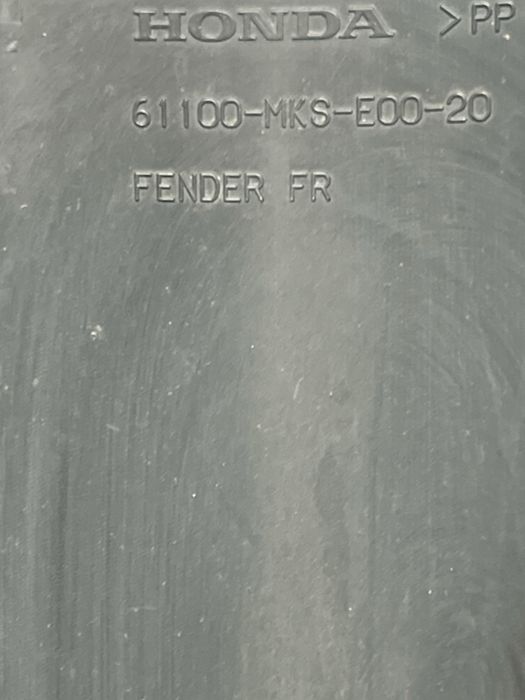 HONDA >PP
61100-MKS-E00-20
FENDER FR